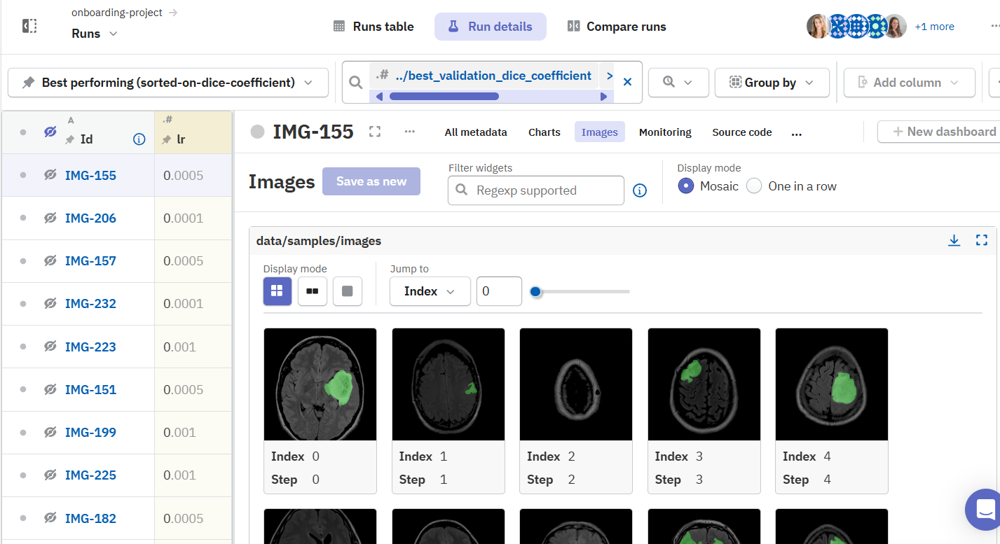 onboarding-project
Runs
Runs table
Run details
Compare runs
+1 more
Best performing (sorted-on-dice-coefficient)
.# ../best_validation_dice_coefficient >
Group by
Add column
A
Id
.#
lr
IMG-155
All metadata
Charts
Images
Monitoring
Source code
...
+ New dashboard
IMG-155 0.0005
IMG-206 0.0001
IMG-157 0.0005
IMG-232 0.0001
IMG-223 0.001
IMG-151 0.0005
IMG-199 0.001
IMG-225 0.001
IMG-182 0.0005
Images
Save as new
Filter widgets
Regexp supported
Display mode
Mosaic
One in a row
data/samples/images
Display mode
Jump to
Index
0
Index 0
Step 0
Index 1
Step 1
Index 2
Step 2
Index 3
Step 3
Index 4
Step 4